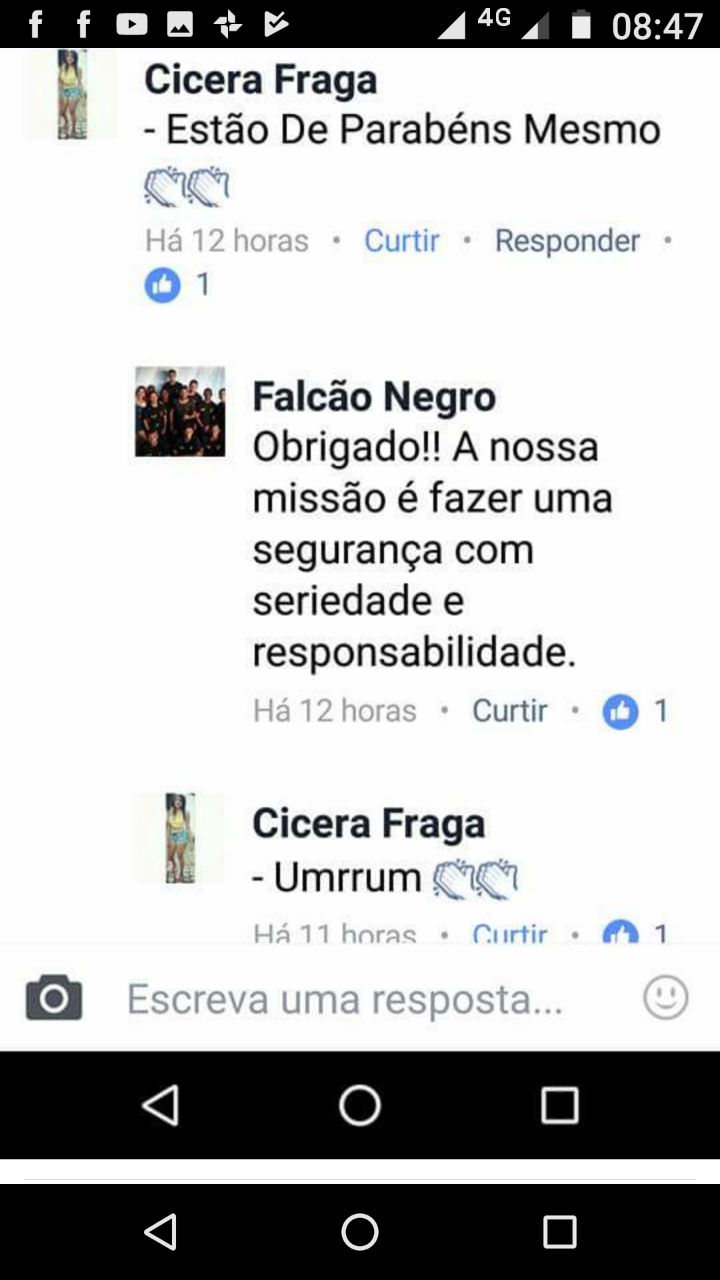 4G 08:47
Cicera Fraga
- Estão De Parabéns Mesmo
Há 12 horas • Curtir • Responder •
1
Falcão Negro
Obrigado!! A nossa
missão é fazer uma
segurança com
seriedade e
responsabilidade.
Há 12 horas • Curtir • 1
Cicera Fraga
- Umrrum
Há 11 horas • Curtir • 1
Escreva uma resposta...